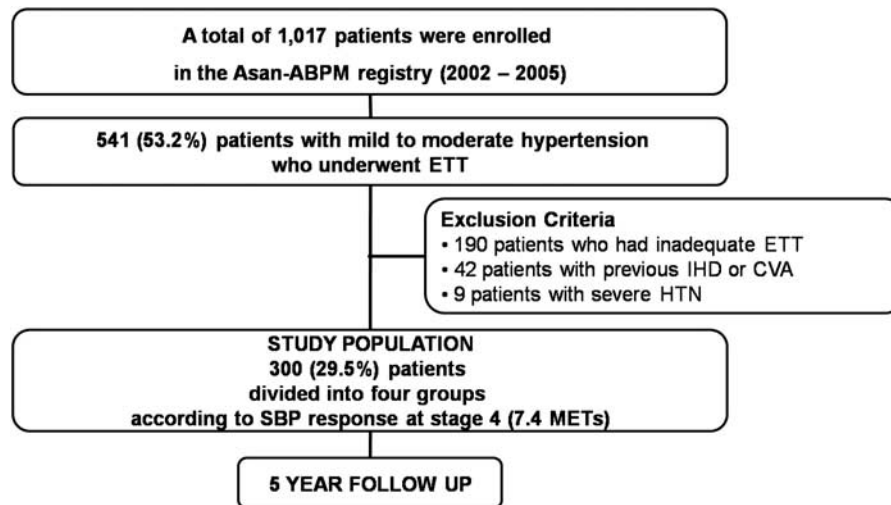 A total of 1,017 patients were enrolled
in the Asan-ABPM registry (2002 – 2005)
541 (53.2%) patients with mild to moderate hypertension
who underwent ETT
Exclusion Criteria
• 190 patients who had inadequate ETT
• 42 patients with previous IHD or CVA
• 9 patients with severe HTN
STUDY POPULATION
300 (29.5%) patients
divided into four groups
according to SBP response at stage 4 (7.4 METs)
5 YEAR FOLLOW UP